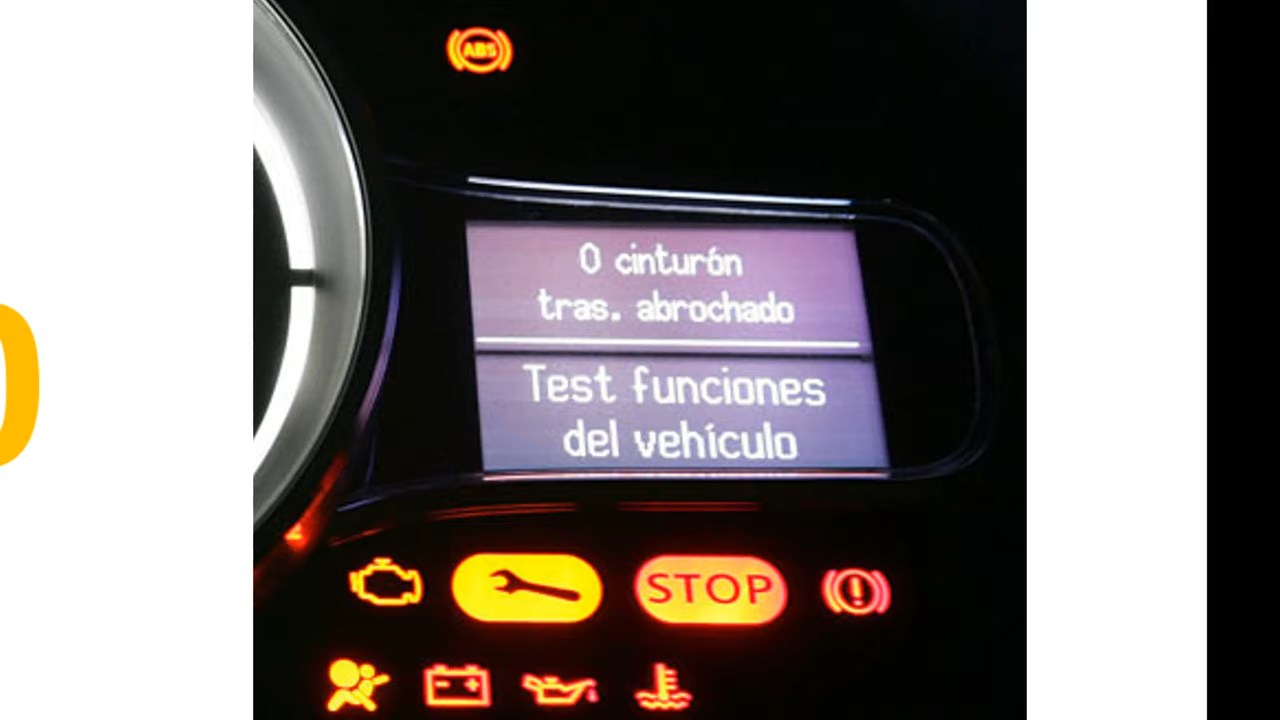 ABS
0 cinturón
tras. abrochado
Test funciones
del vehículo
STOP